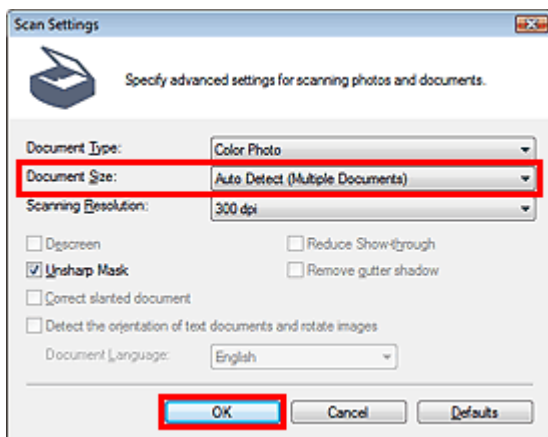 Scan Settings
Specify advanced settings for scanning photos and documents.
Document Type: Color Photo
Document Size: Auto Detect (Multiple Documents)
Scanning Resolution: 300 dpi
Descreen Reduce Show-through
Unsharp Mask Remove gutter shadow
Correct slanted document
Detect the orientation of text documents and rotate images
Document Language: English
OK Cancel Defaults